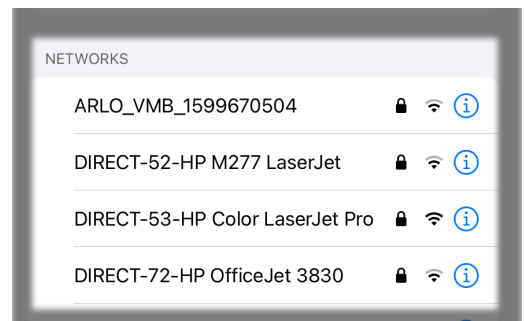 NETWORKS
ARLO_VMB_1599670504
DIRECT-52-HP M277 LaserJet
DIRECT-53-HP Color LaserJet Pro
DIRECT-72-HP OfficeJet 3830